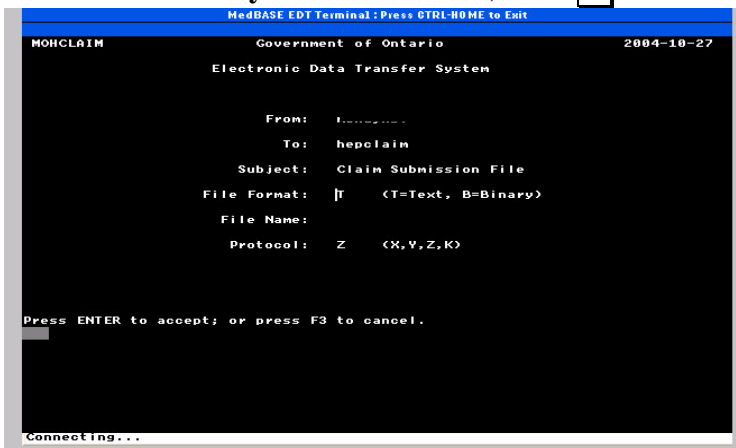 MedBASE EDT Terminal : Press CTRL-HOME to Exit
MOHCLAIM Government of Ontario 2004-10-27
Electronic Data Transfer System
From:
To: hepclaim
Subject: Claim Submission File
File Format: T (T=Text, B=Binary)
File Name:
Protocol: Z (X,Y,Z,K)
Press ENTER to accept; or press F3 to cancel.
Connecting...